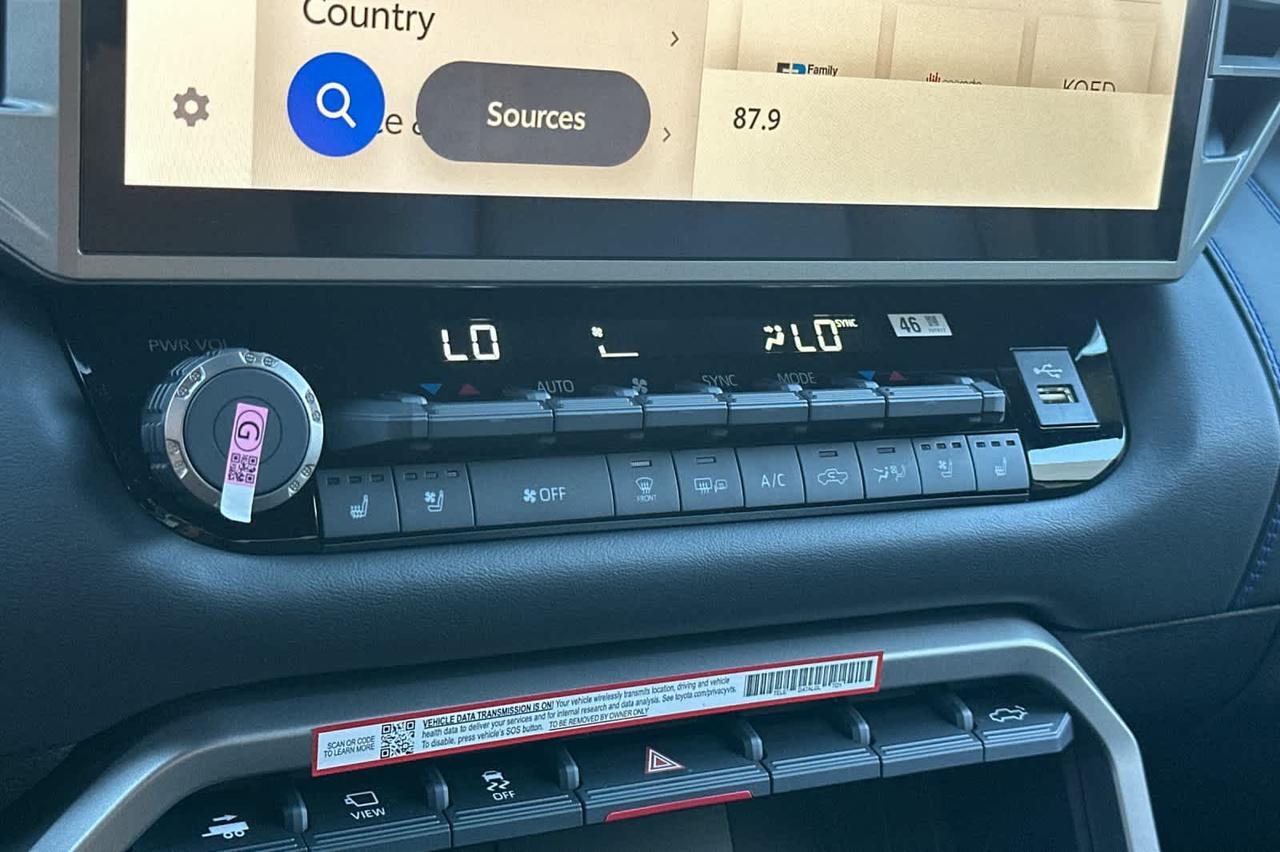 Country
Sources
Family
KQED
87.9
PWR VOL
LO
LO
SYNC
46
AUTO
SYNC
MODE
G
OFF
FRONT
A/C
SCAN OR CODE
TO LEARN MORE
VEHICLE DATA TRANSMISSION IS ON! Your vehicle wirelessly transmits location, driving and vehicle
health data to deliver your services and for internal research and data analysis. See toyota.com/privacyvts.
To disable, press vehicle's SOS button. TO BE REMOVED BY OWNER ONLY
VIEW
OFF